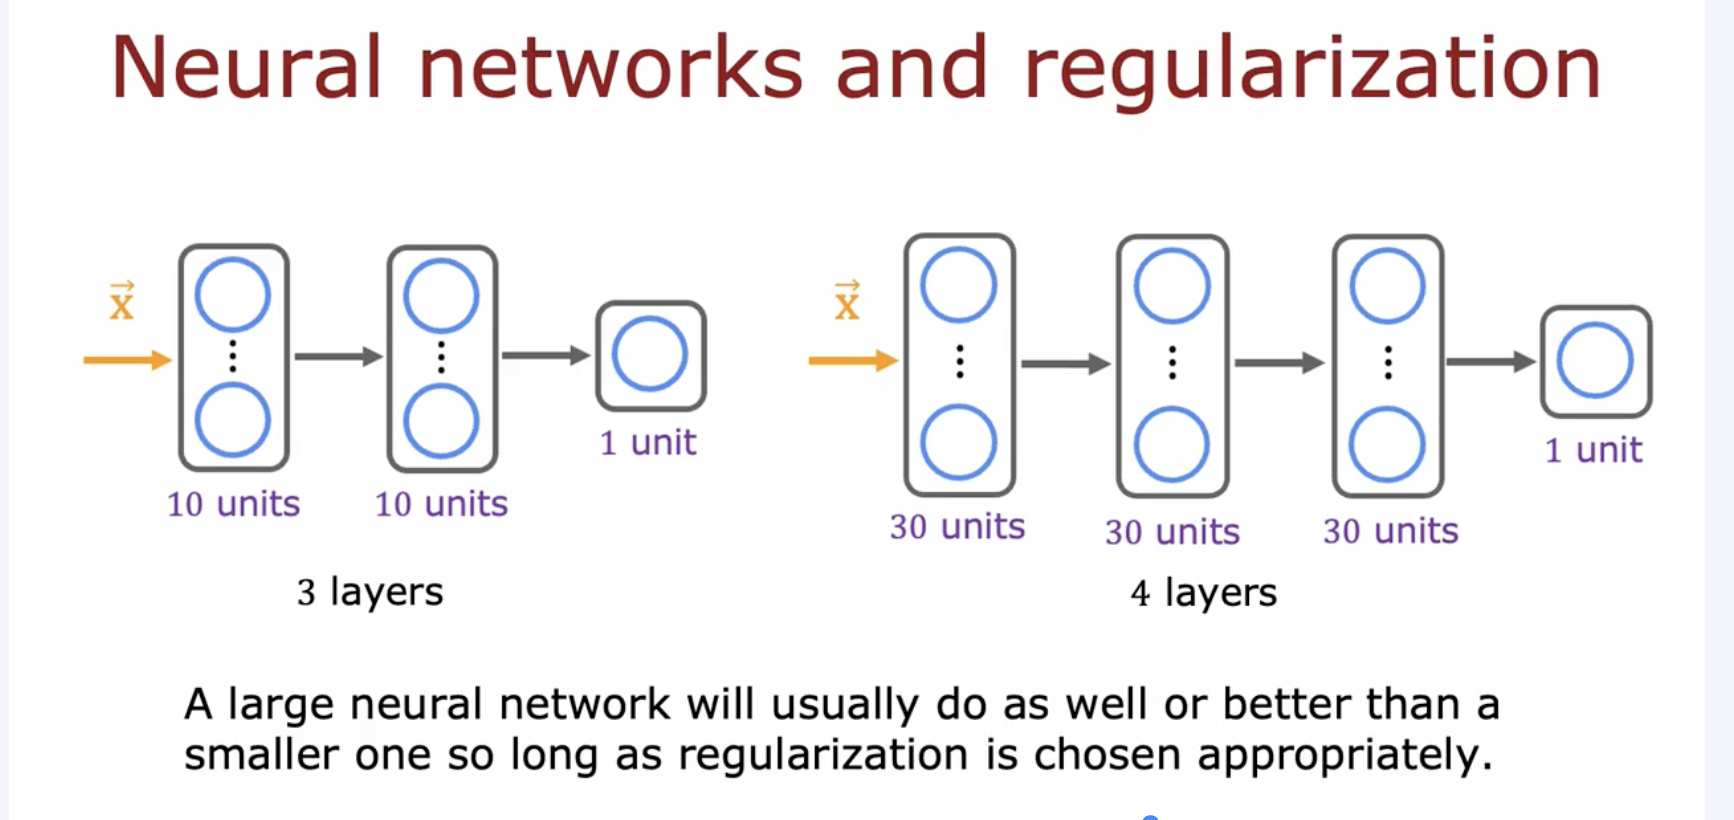 Neural networks and regularization
x⃗
10 units
10 units
1 unit
3 layers
x⃗
30 units
30 units
30 units
1 unit
4 layers
A large neural network will usually do as well or better than a
smaller one so long as regularization is chosen appropriately.